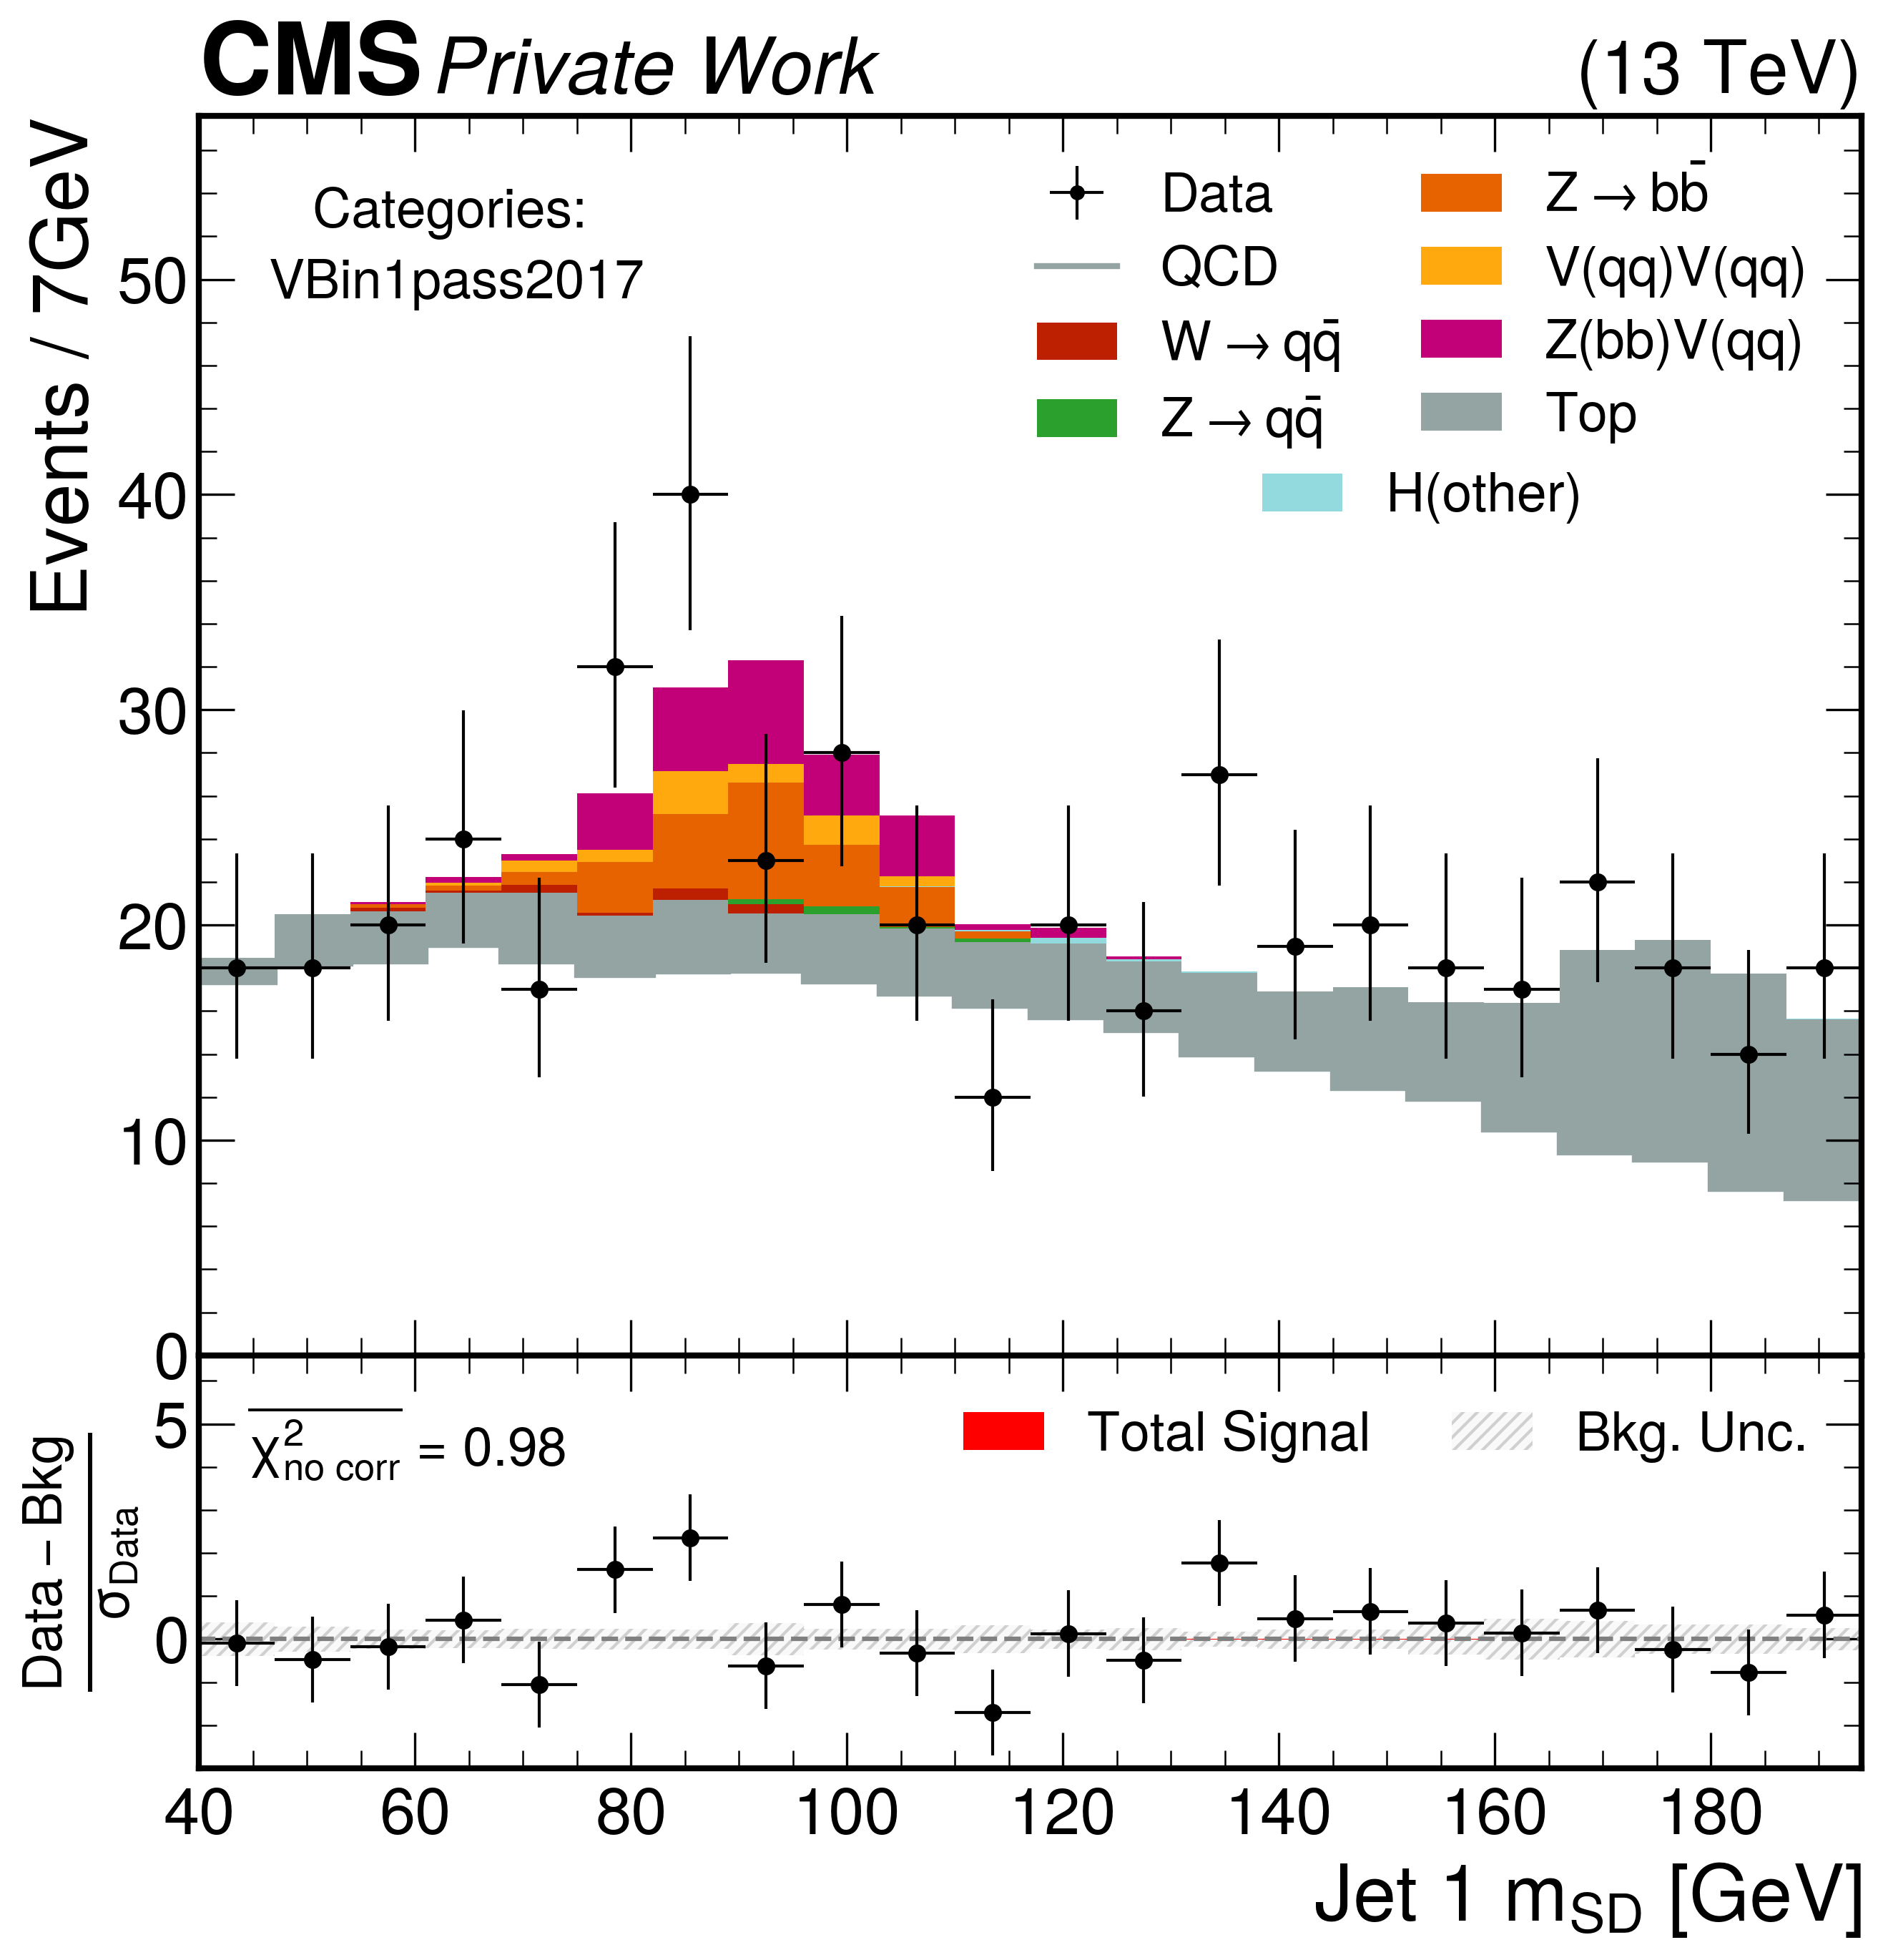 CMS Private Work (13 TeV)
Events / 7GeV
Categories:
VBin1pass2017
Data
QCD
W → qq̄
Z → qq̄
Z → bb̄
V(qq)V(qq)
Z(bb)V(qq)
Top
H(other)
50
40
30
20
10
0
Data − Bkg
σData
5
0
χ²no corr = 0.98
Total Signal
Bkg. Unc.
40 60 80 100 120 140 160 180
Jet 1 mSD [GeV]